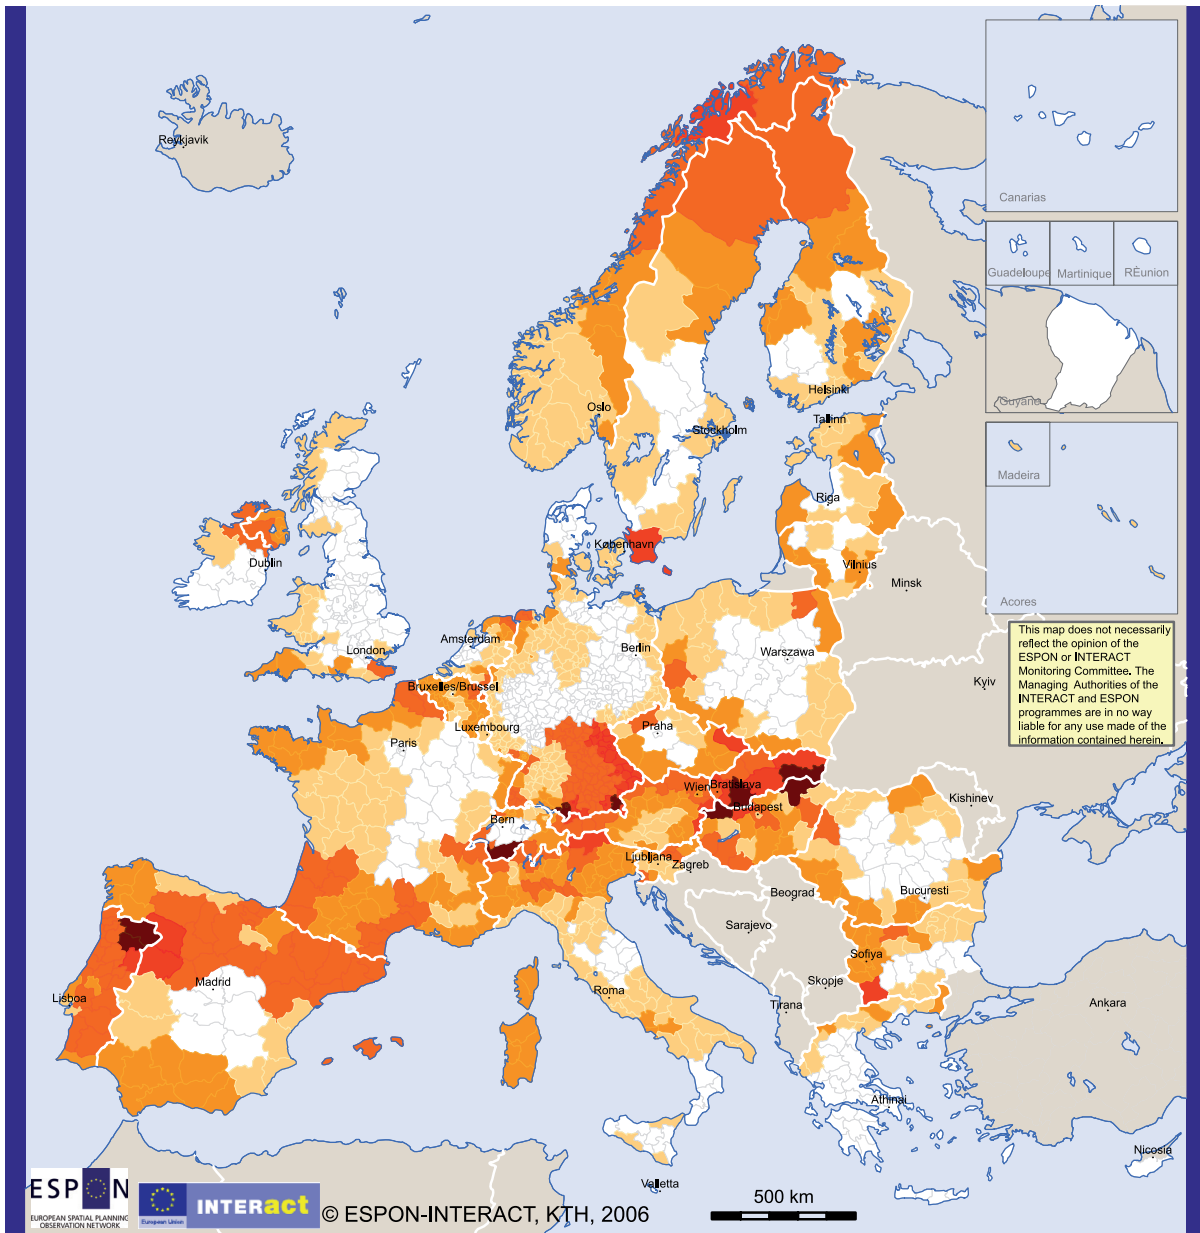 Reykjavik
Canarias
Guadeloupe
Martinique
RÈunion
Guyane
Helsinki
Tallinn
Oslo
Stockholm
Madeira
Riga
København
Dublin
Vilnius
Minsk
Acores
Amsterdam
London
Berlin
Warszawa
This map does not necessarily
reflect the opinion of the
ESPON or INTERACT
Monitoring Committee. The
Managing Authorities of the
INTERACT and ESPON
programmes are in no way
liable for any use made of the
information contained herein.
Kyiv
Bruxelles/Brussel
Luxembourg
Praha
Paris
Wien
Bratislava
Budapest
Kishinev
Bern
Ljubljana
Zagreb
Beograd
Bucuresti
Sarajevo
Sofiya
Skopje
Madrid
Lisboa
Roma
Tirana
Ankara
Athinai
Nicosia
Valletta
ESPON
EUROPEAN SPATIAL PLANNING
OBSERVATION NETWORK
European Union
INTERact
© ESPON-INTERACT, KTH, 2006
500 km